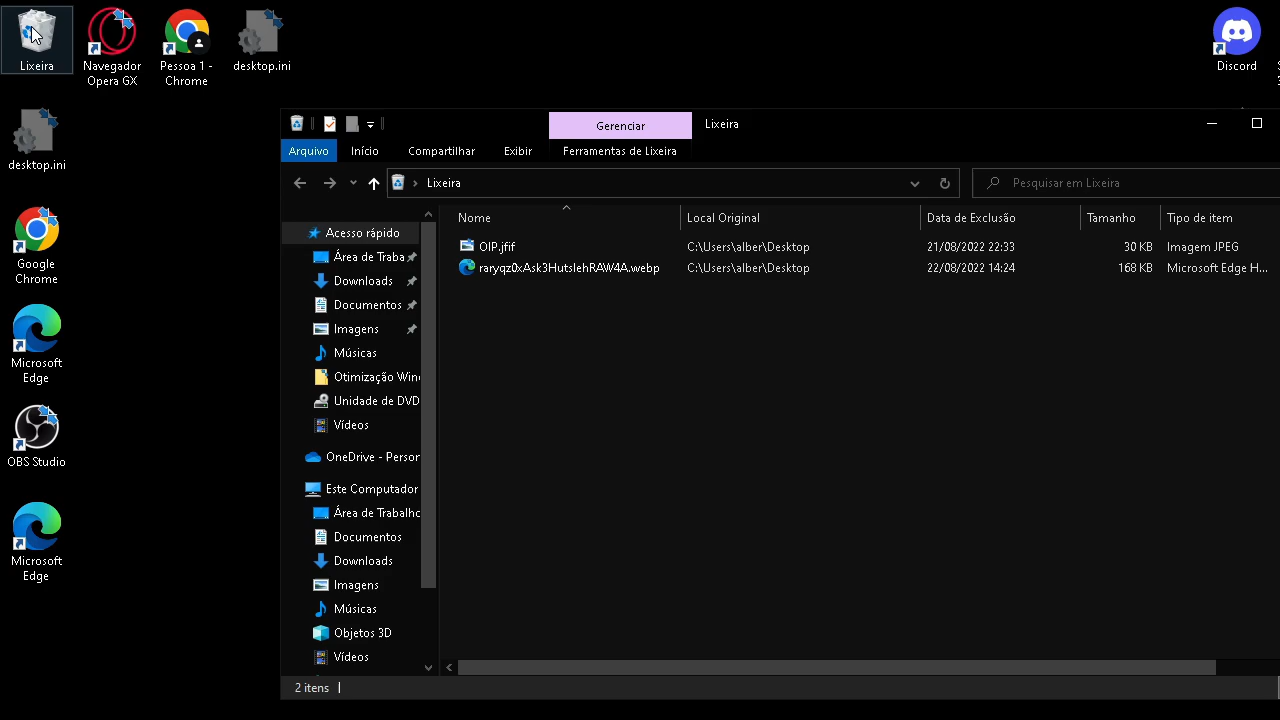 Lixeira
Navegador
Opera GX
Pessoa 1 -
Chrome
desktop.ini
Discord
desktop.ini
Google
Chrome
Microsoft
Edge
OBS Studio
Microsoft
Edge
Gerenciar
Lixeira
Arquivo
Início
Compartilhar
Exibir
Ferramentas de Lixeira
Lixeira
Pesquisar em Lixeira
Nome
Local Original
Data de Exclusão
Tamanho
Tipo de item
OIP.jfif
C:\Users\alber\Desktop
21/08/2022 22:33
30 KB
Imagem JPEG
C:\Users\alber\Desktop
22/08/2022 14:24
168 KB
Microsoft Edge H...
Acesso rápido
Área de Traba
Downloads
Documentos
Imagens
Músicas
Otimização Win
Unidade de DVD
Vídeos
OneDrive - Person
Este Computador
Área de Trabalho
Documentos
Downloads
Imagens
Músicas
Objetos 3D
Vídeos
2 itens